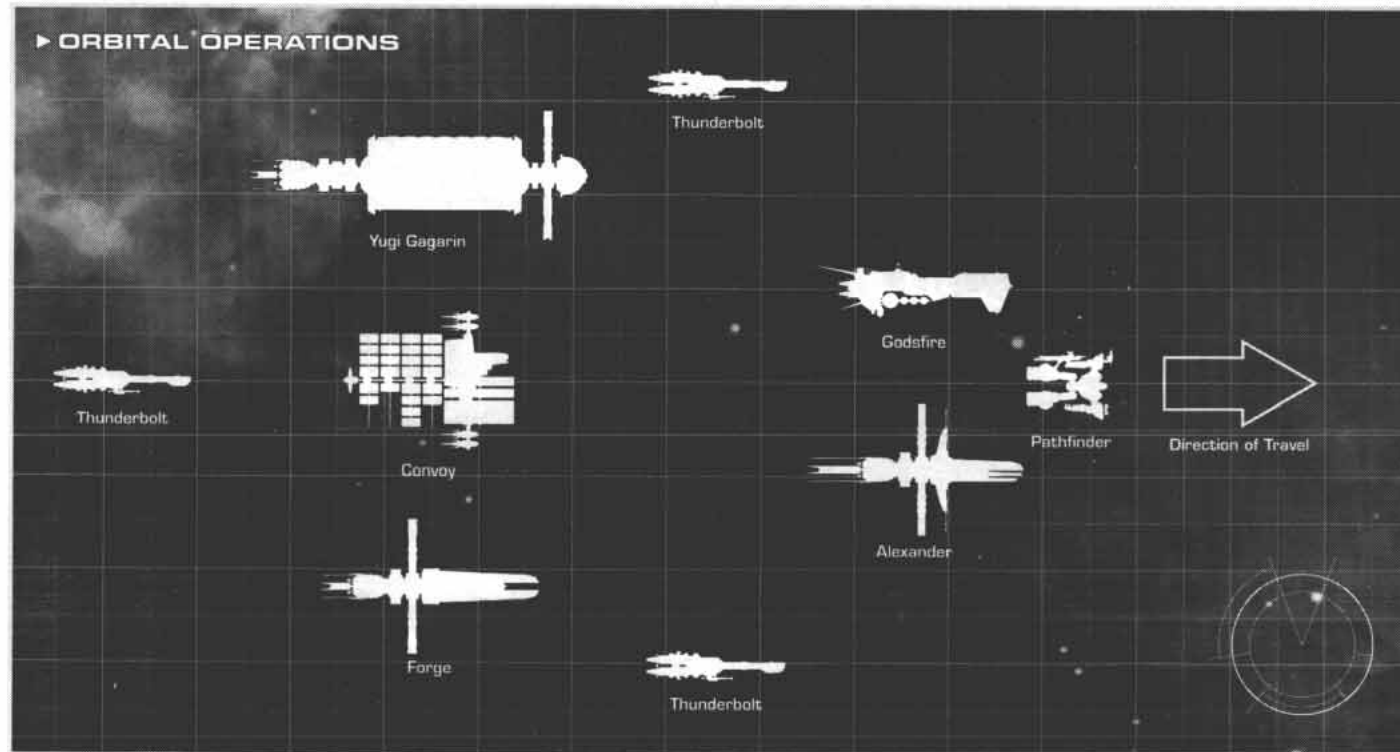 ORBITAL OPERATIONS
Thunderbolt
Yugi Gagarin
Godsfire
Thunderbolt
Convoy
Pathfinder
Direction of Travel
Alexander
Forge
Thunderbolt